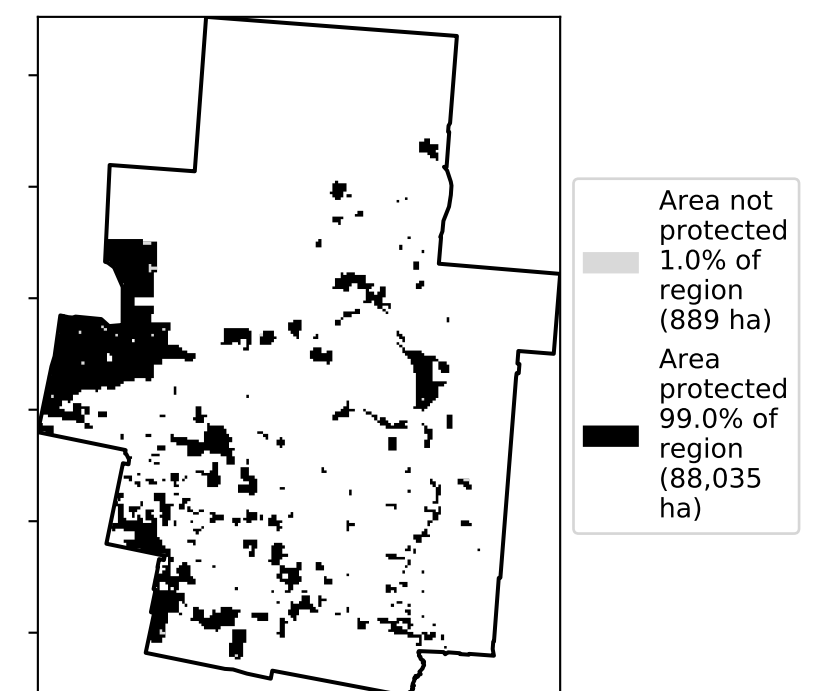 Area not
protected
1.0% of
region
(889 ha)
Area
protected
99.0% of
region
(88,035
ha)